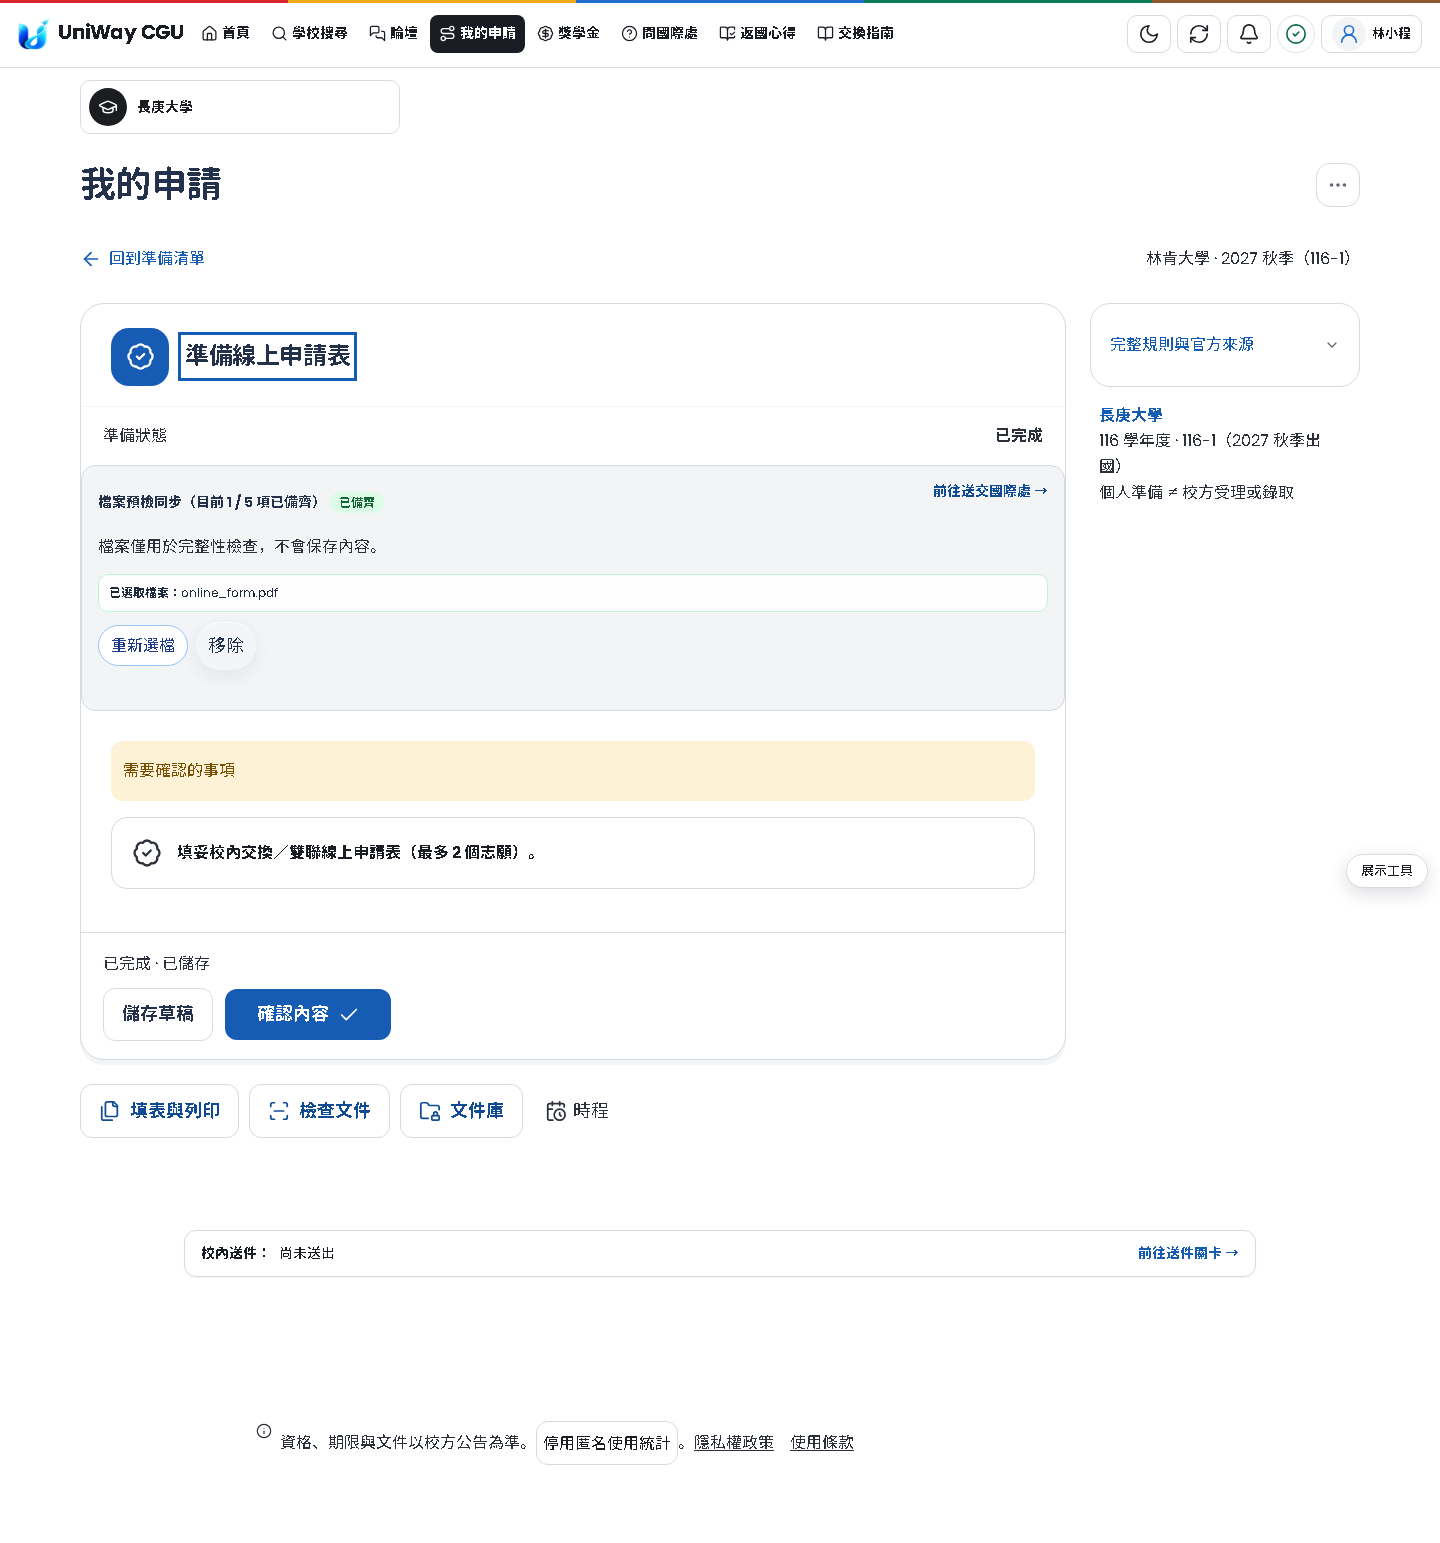 UniWay CGU 首頁 學校搜尋 論壇 我的申請 獎學金 問國際處 返國心得 交換指南 林小程
長庚大學
我的申請
回到準備清單
林肯大學 · 2027 秋季（116-1）
準備線上申請表
完整規則與官方來源
準備狀態 已完成
長庚大學
116 學年度 · 116-1（2027 秋季出
國）
個人準備 ≠ 校方受理或錄取
檔案預檢同步（目前 1 / 5 項已備齊） 已備齊
前往送交國際處 →
檔案僅用於完整性檢查，不會保存內容。
已選取檔案：online_form.pdf
重新選檔 移除
需要確認的事項
填妥校內交換／雙聯線上申請表（最多 2 個志願）。
展示工具
已完成 · 已儲存
儲存草稿 確認內容
填表與列印 檢查文件 文件庫 時程
校內送件： 尚未送出 前往送件關卡 →
資格、期限與文件以校方公告為準。 停用匿名使用統計 。 隱私權政策 使用條款